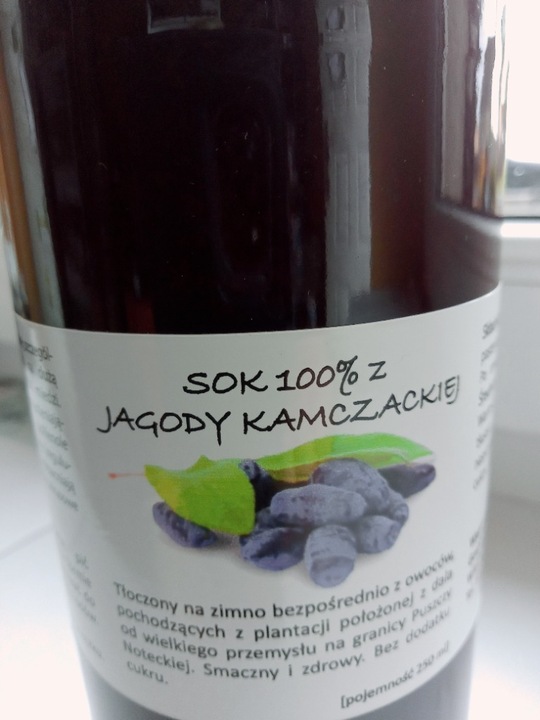 SOK 100% Z
JAGODY KAMCZACKIEJ
Tłoczony na zimno bezpośrednio z owoców,
pochodzących z plantacji położonej z dala
od wielkiego przemysłu na granicy Puszczy
Noteckiej. Smaczny i zdrowy. Bez dodatku
cukru.
[pojemność 250 ml]